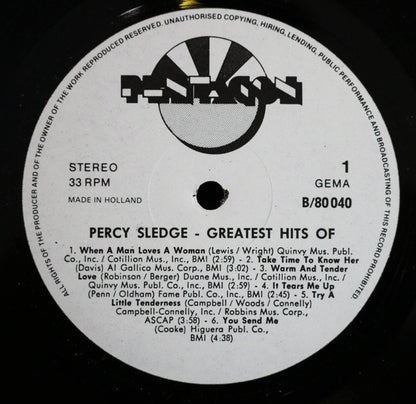 ALL RIGHTS OF THE PRODUCER AND OF THE OWNER OF THE WORK REPRODUCED RESERVED. UNAUTHORISED COPYING, HIRING, LENDING, PUBLIC PERFORMANCE AND BROADCASTING OF THIS RECORD PROHIBITED
PENTAGON
STEREO 1
33 RPM GEMA
MADE IN HOLLAND B/80 040
PERCY SLEDGE - GREATEST HITS OF
1. When A Man Loves A Woman (Lewis / Wright) Quinvy Mus. Publ.
Co., Inc / Cotillion Mus., Inc., BMI (2:59) - 2. Take Time To Know Her
(Davis) Al Gallico Mus. Corp., BMI (3:02) - 3. Warm And Tender
Love (Robinson / Berger) Duane Mus., Inc / Cotillion Mus., Inc. /
Quinvy Mus. Publ. Co., Inc., BMI (2:59) - 4. It Tears Me Up
(Penn / Oldham) Fame Publ. Co., Inc., BMI (2:45) - 5. Try A
Little Tenderness (Campbell / Woods / Connelly)
Campbell-Connelly, Inc / Robbins Mus. Corp.,
ASCAP (3:58) - 6. You Send Me
(Cooke) Higuera Publ. Co.,
BMI (4:38)